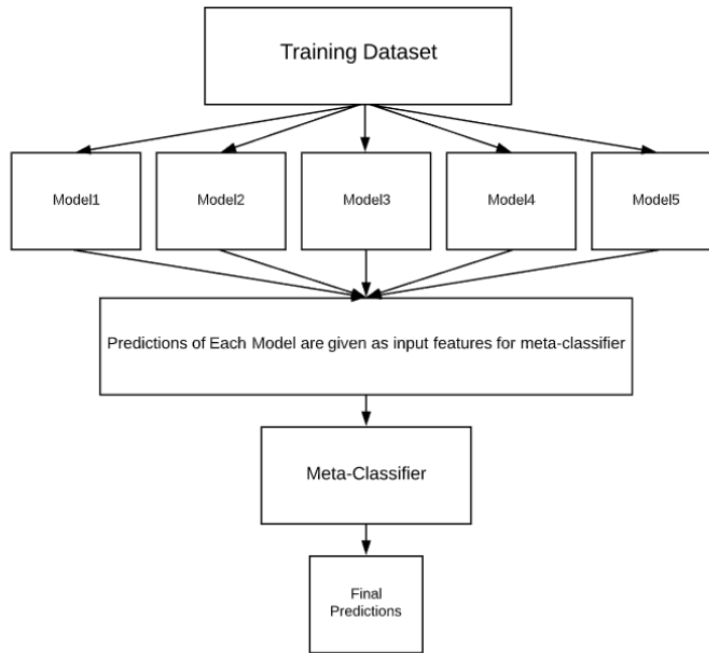 Training Dataset
Model1
Model2
Model3
Model4
Model5
Predictions of Each Model are given as input features for meta-classifier
Meta-Classifier
Final
Predictions